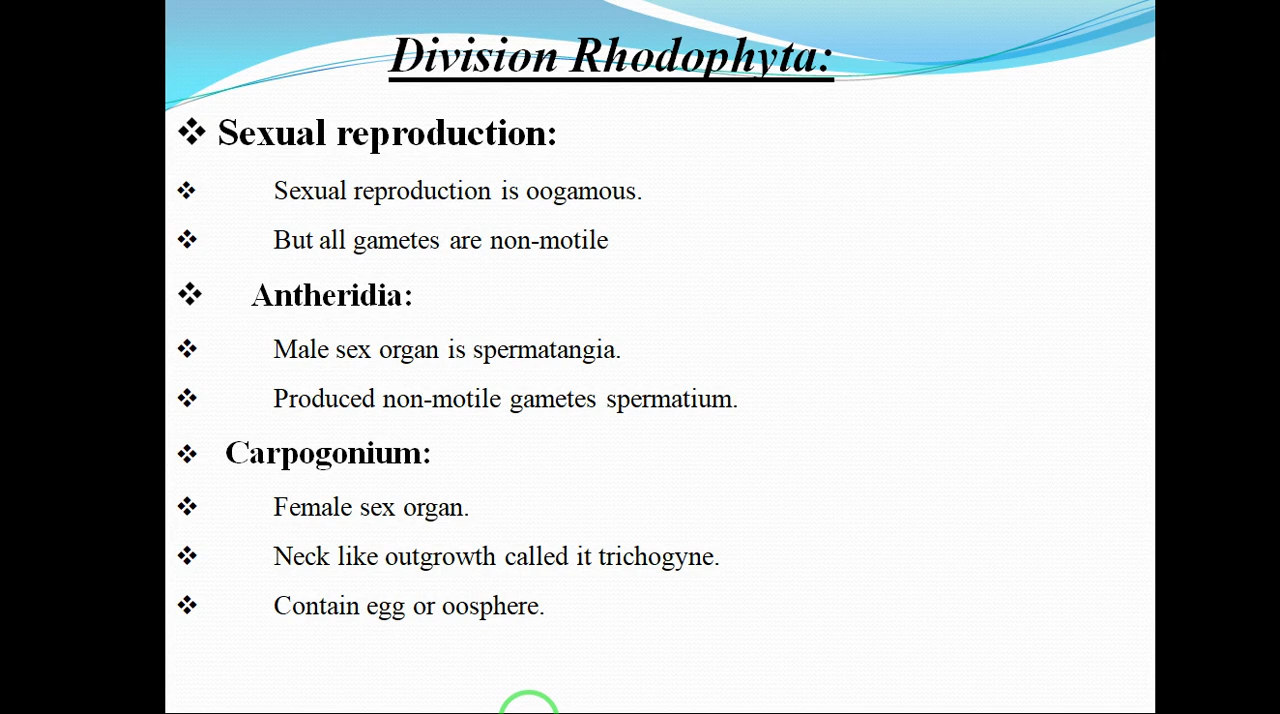 Division Rhodophyta:
❖ Sexual reproduction:
❖ Sexual reproduction is oogamous.
❖ But all gametes are non-motile
❖ Antheridia:
❖ Male sex organ is spermatangia.
❖ Produced non-motile gametes spermatium.
❖ Carpogonium:
❖ Female sex organ.
❖ Neck like outgrowth called it trichogyne.
❖ Contain egg or oosphere.